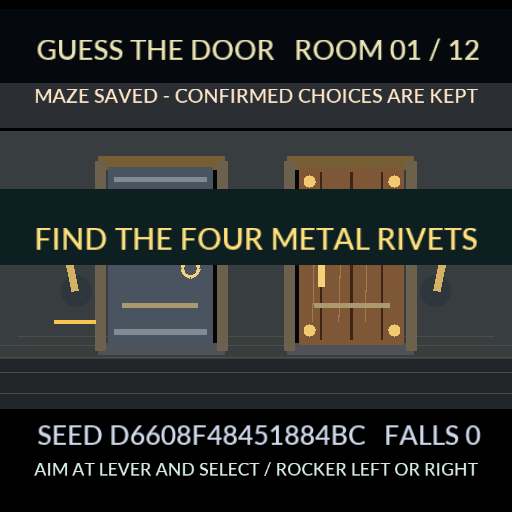 GUESS THE DOOR   ROOM 01 / 12
MAZE SAVED - CONFIRMED CHOICES ARE KEPT
FIND THE FOUR METAL RIVETS
SEED D6608F48451884BC   FALLS 0
AIM AT LEVER AND SELECT / ROCKER LEFT OR RIGHT